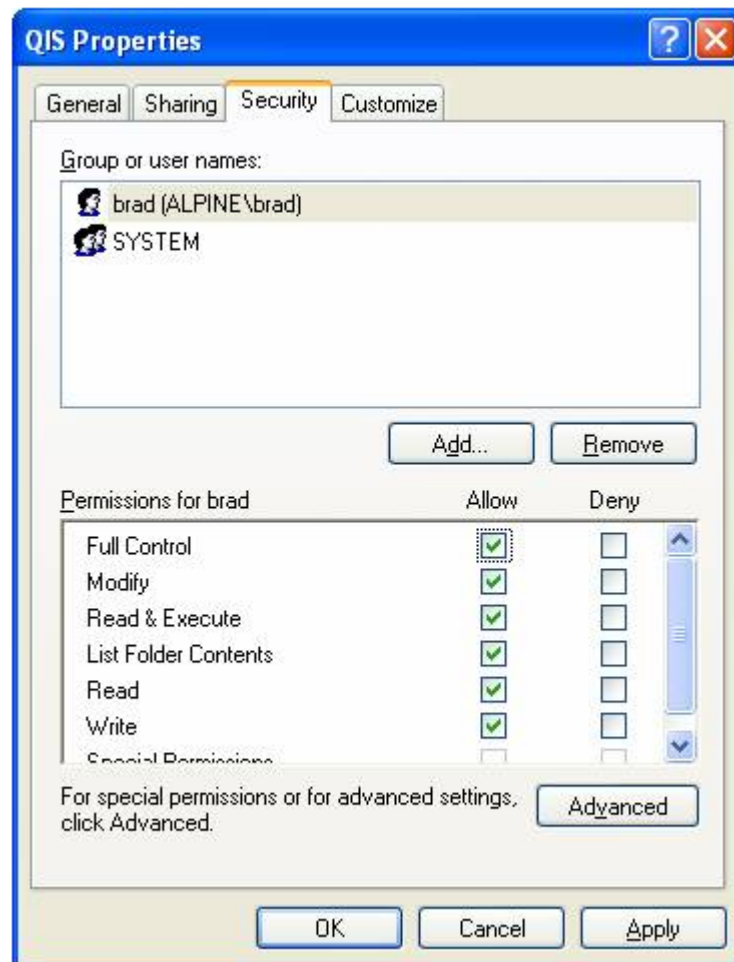 QIS Properties
General Sharing Security Customize
Group or user names:
brad (ALPINE\brad)
SYSTEM
Add... Remove
Permissions for brad Allow Deny
Full Control
Modify
Read & Execute
List Folder Contents
Read
Write
Special Permissions
For special permissions or for advanced settings,
click Advanced.
Advanced
OK Cancel Apply